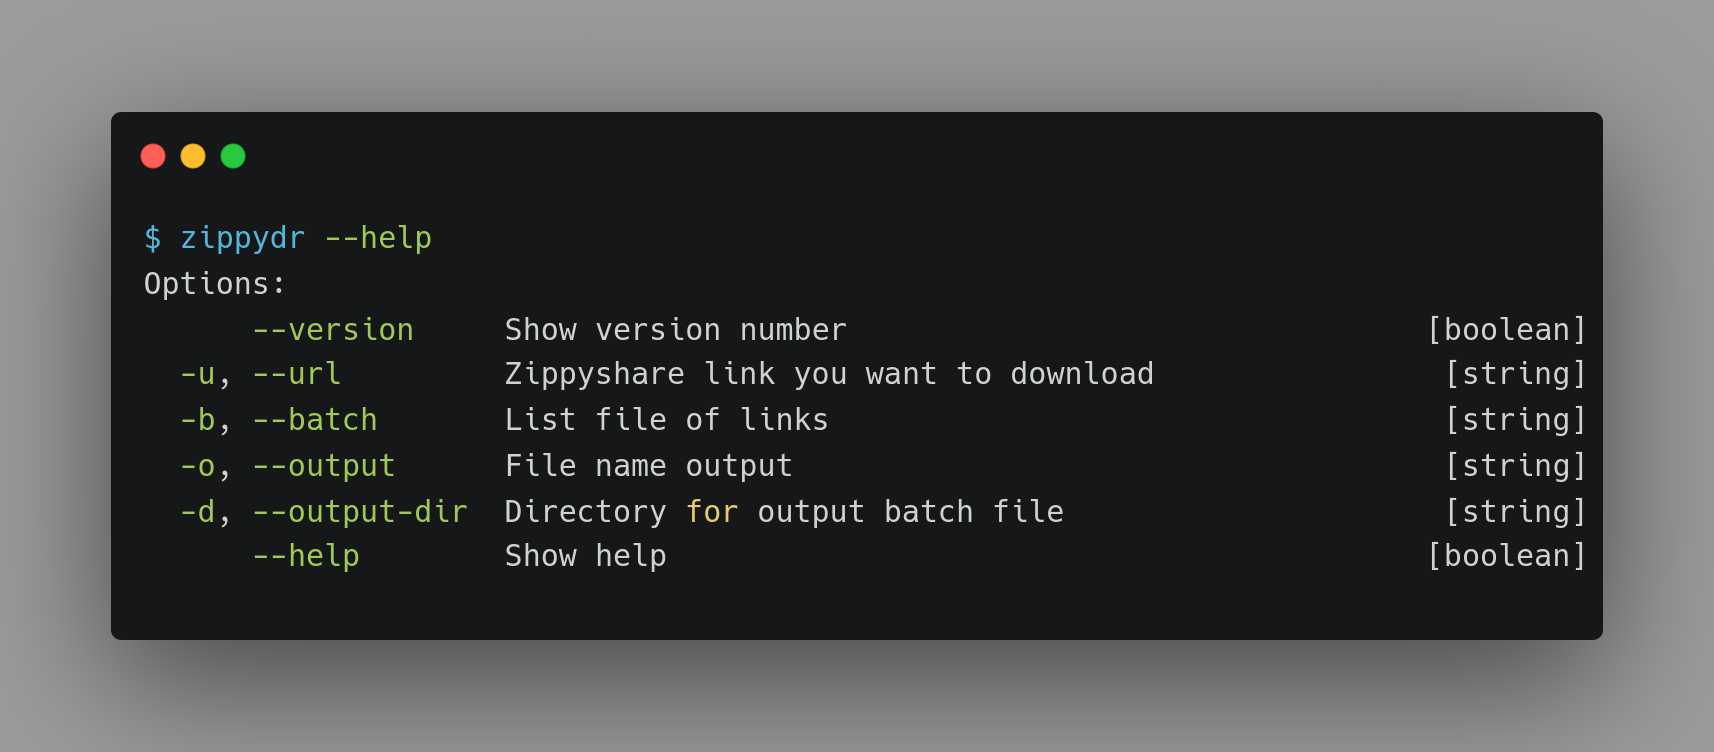 $ zippydr --help
Options:
      --version     Show version number                                [boolean]
  -u, --url         Zippyshare link you want to download                [string]
  -b, --batch       List file of links                                  [string]
  -o, --output      File name output                                    [string]
  -d, --output-dir  Directory for output batch file                     [string]
      --help        Show help                                          [boolean]